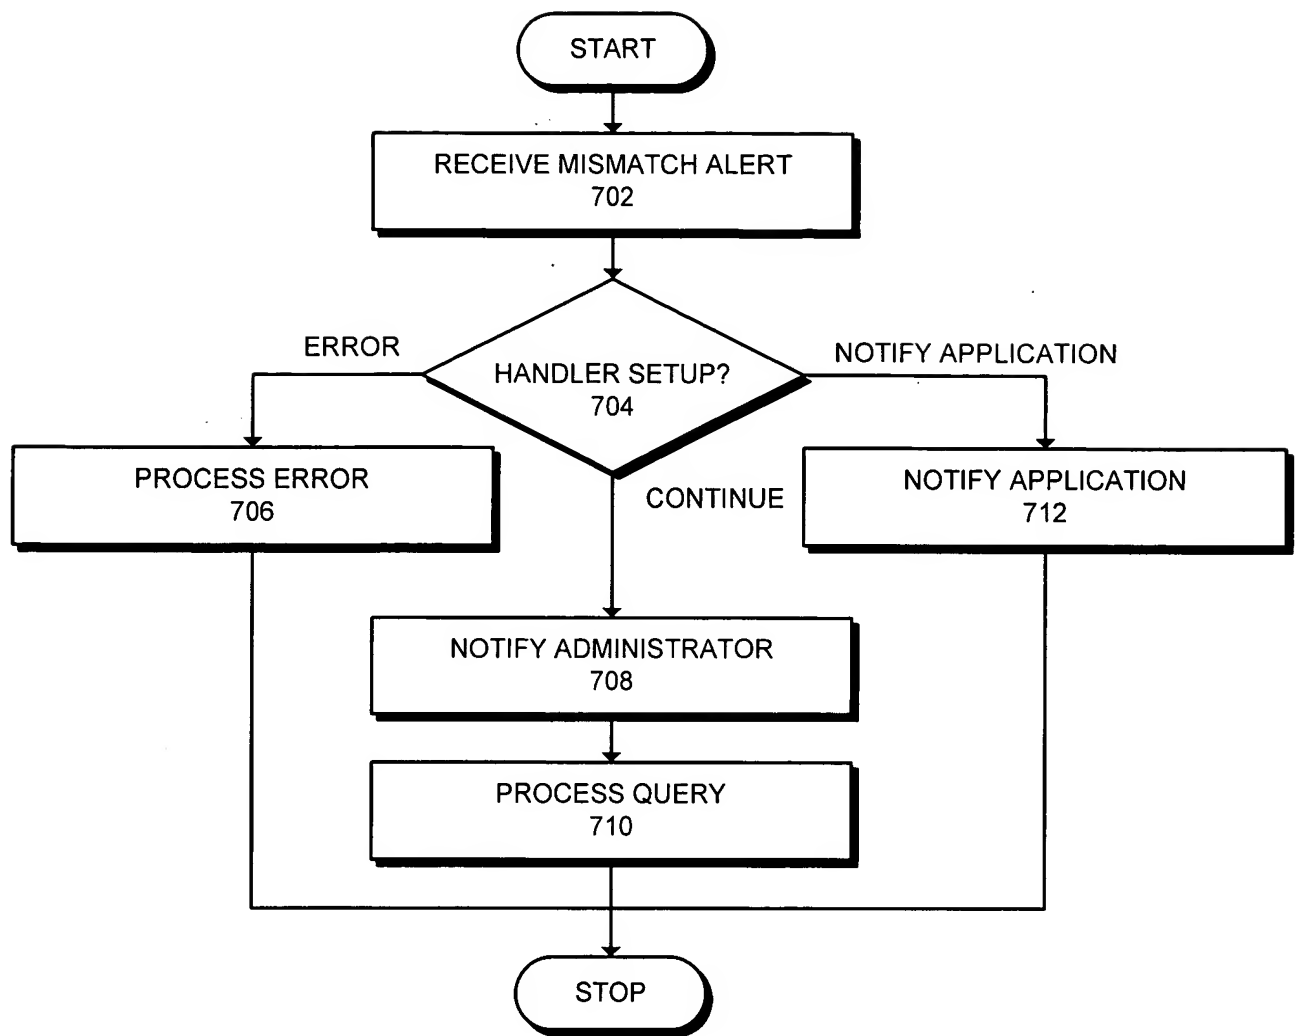 START
RECEIVE MISMATCH ALERT
702
ERROR
NOTIFY APPLICATION
HANDLER SETUP?
704
PROCESS ERROR
706
CONTINUE
NOTIFY APPLICATION
712
NOTIFY ADMINISTRATOR
708
PROCESS QUERY
710
STOP